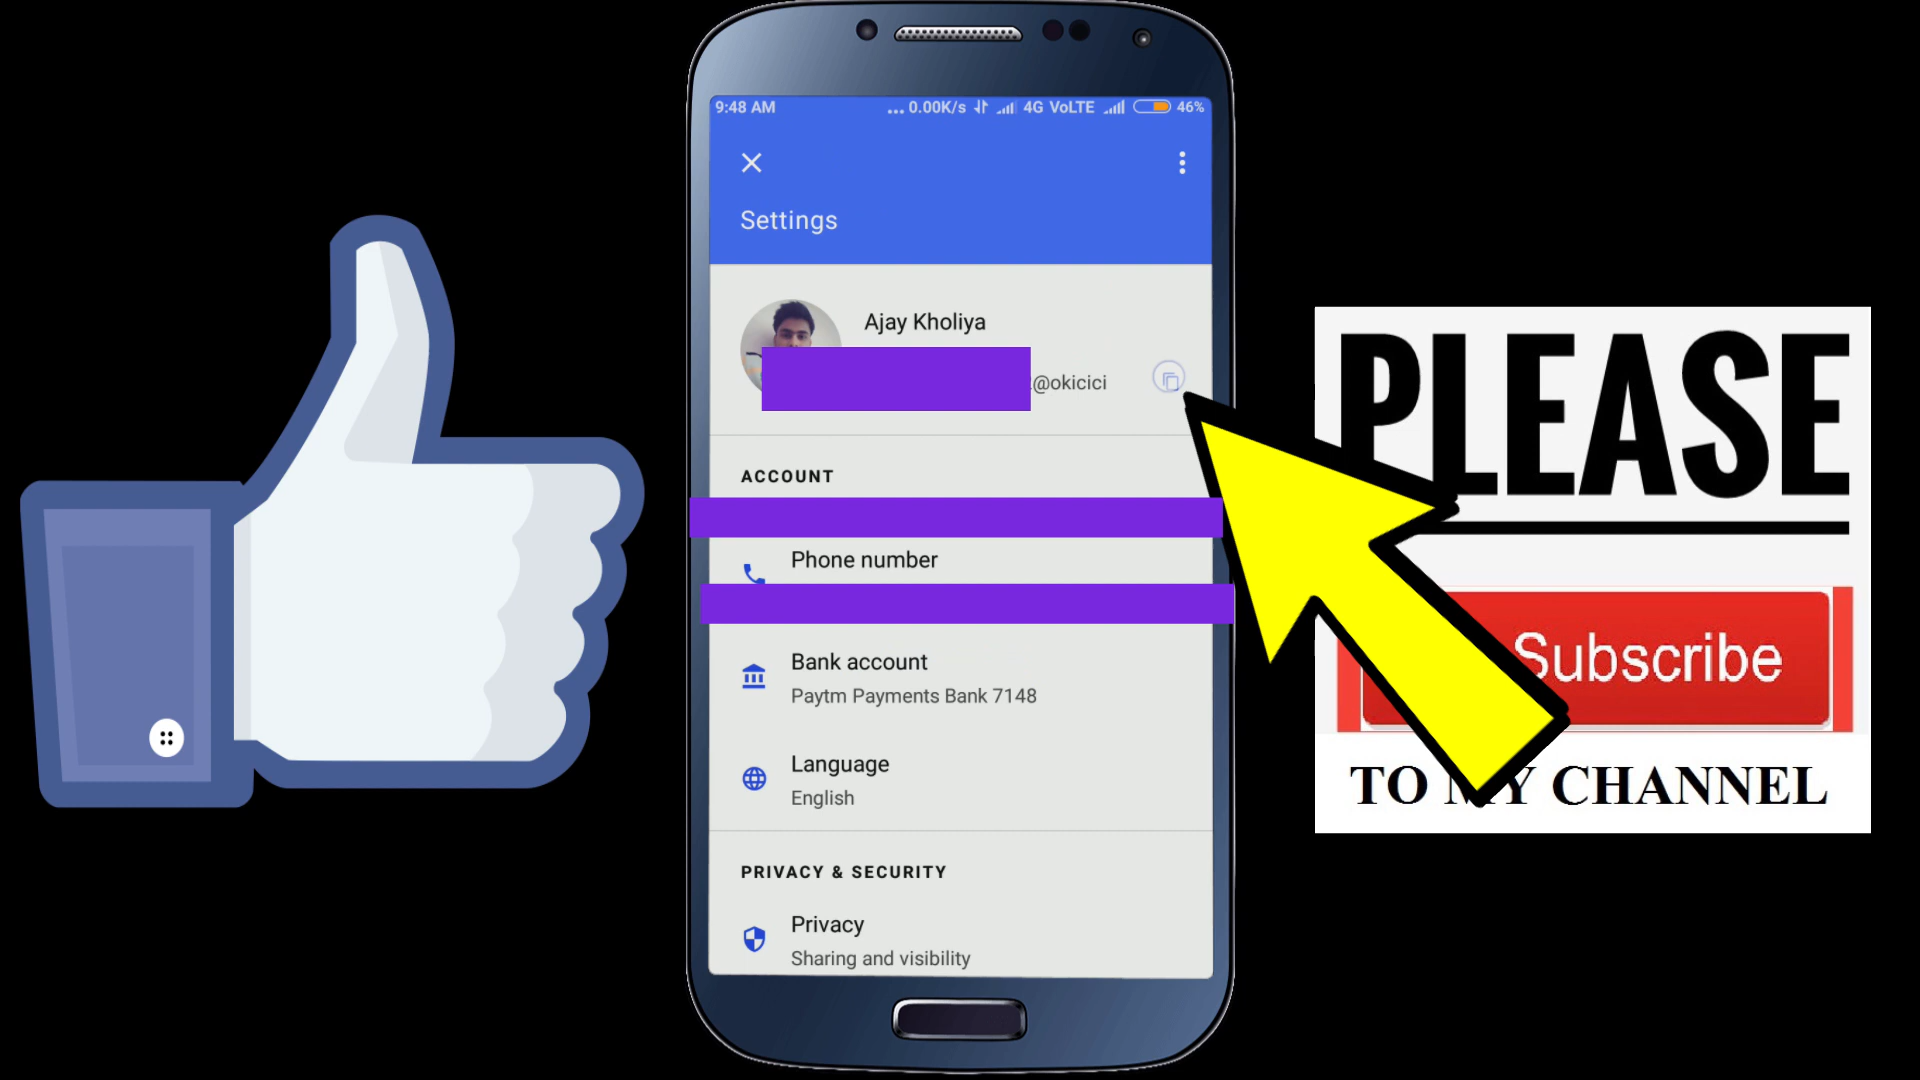 9:48 AM
... 0.00K/s 4G VoLTE 46%
Settings
Ajay Kholiya
@okicici
ACCOUNT
Phone number
Bank account
Paytm Payments Bank 7148
Language
English
PRIVACY & SECURITY
Privacy
Sharing and visibility
PLEASE
Subscribe
TO MY CHANNEL